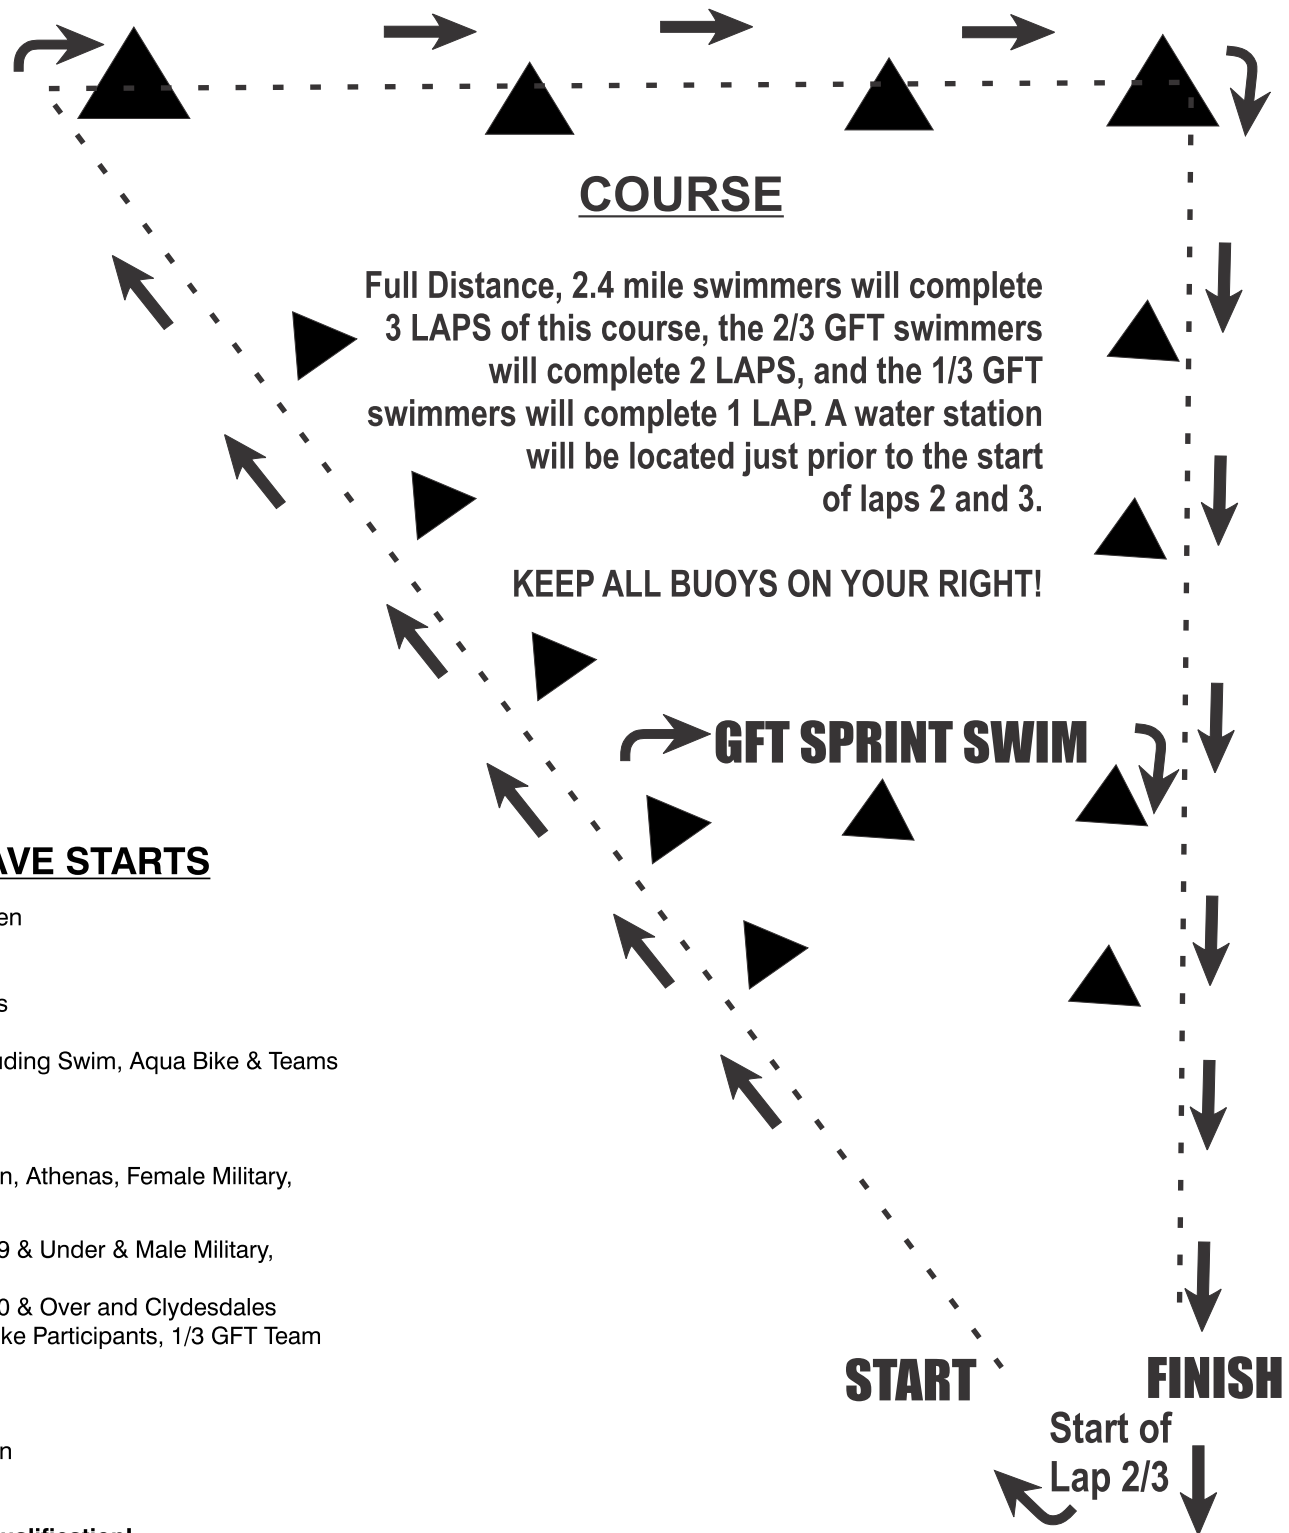 COURSE
Full Distance, 2.4 mile swimmers will complete
3 LAPS of this course, the 2/3 GFT swimmers
will complete 2 LAPS, and the 1/3 GFT
swimmers will complete 1 LAP. A water station
will be located just prior to the start
of laps 2 and 3.
KEEP ALL BUOYS ON YOUR RIGHT!
GFT SPRINT SWIM
AVE STARTS
en
s
uding Swim, Aqua Bike & Teams
n, Athenas, Female Military,
9 & Under & Male Military,
0 & Over and Clydesdales
ke Participants, 1/3 GFT Team
n
START
FINISH
Start of
Lap 2/3